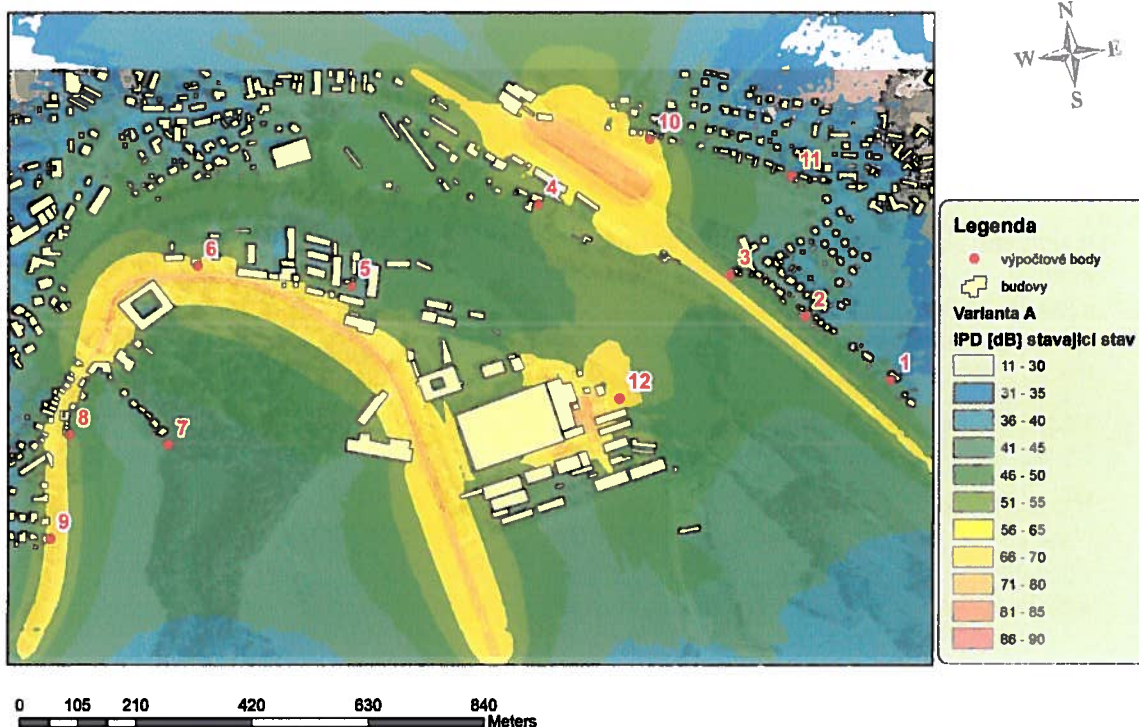 N
W E
S
10
11
4
6
5
3
2
1
12
8
7
9
Legenda
výpočtové body
budovy
Varianta A
IPD [dB] stavající stav
11 - 30
31 - 35
36 - 40
41 - 45
46 - 50
51 - 55
56 - 65
66 - 70
71 - 80
81 - 85
86 - 90
0 105 210 420 630 840
Meters